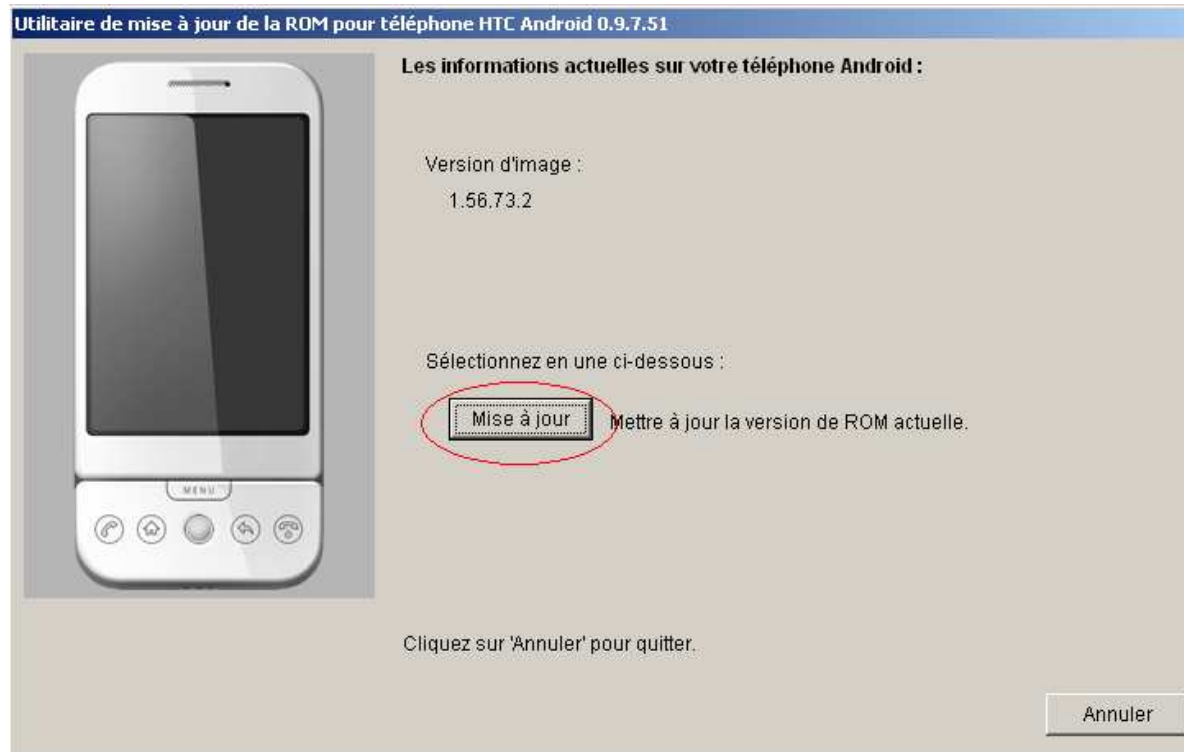 Utilitaire de mise à jour de la ROM pour téléphone HTC Android 0.9.7.51
Les informations actuelles sur votre téléphone Android :
Version d'image :
1.56.73.2
Sélectionnez en une ci-dessous :
Mise à jour Mettre à jour la version de ROM actuelle.
MENU
Cliquez sur 'Annuler' pour quitter.
Annuler